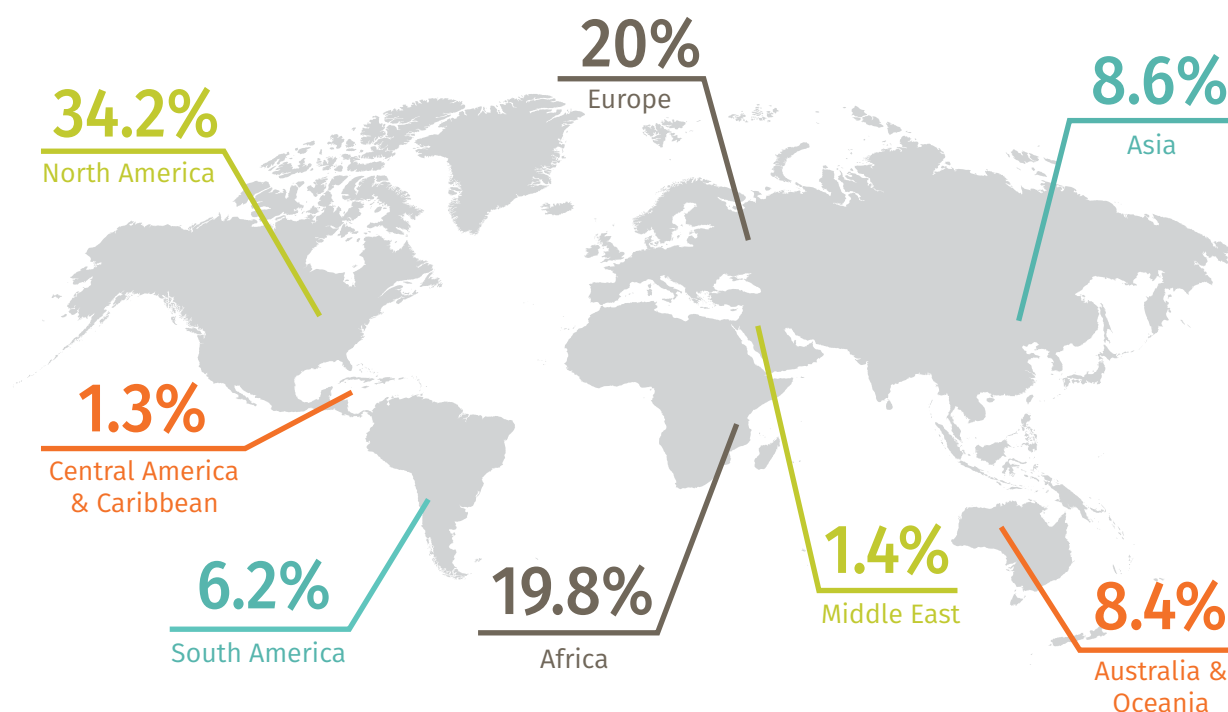 20%
Europe
8.6%
Asia
34.2%
North America
1.3%
Central America
& Caribbean
6.2%
South America
19.8%
Africa
1.4%
Middle East
8.4%
Australia &
Oceania